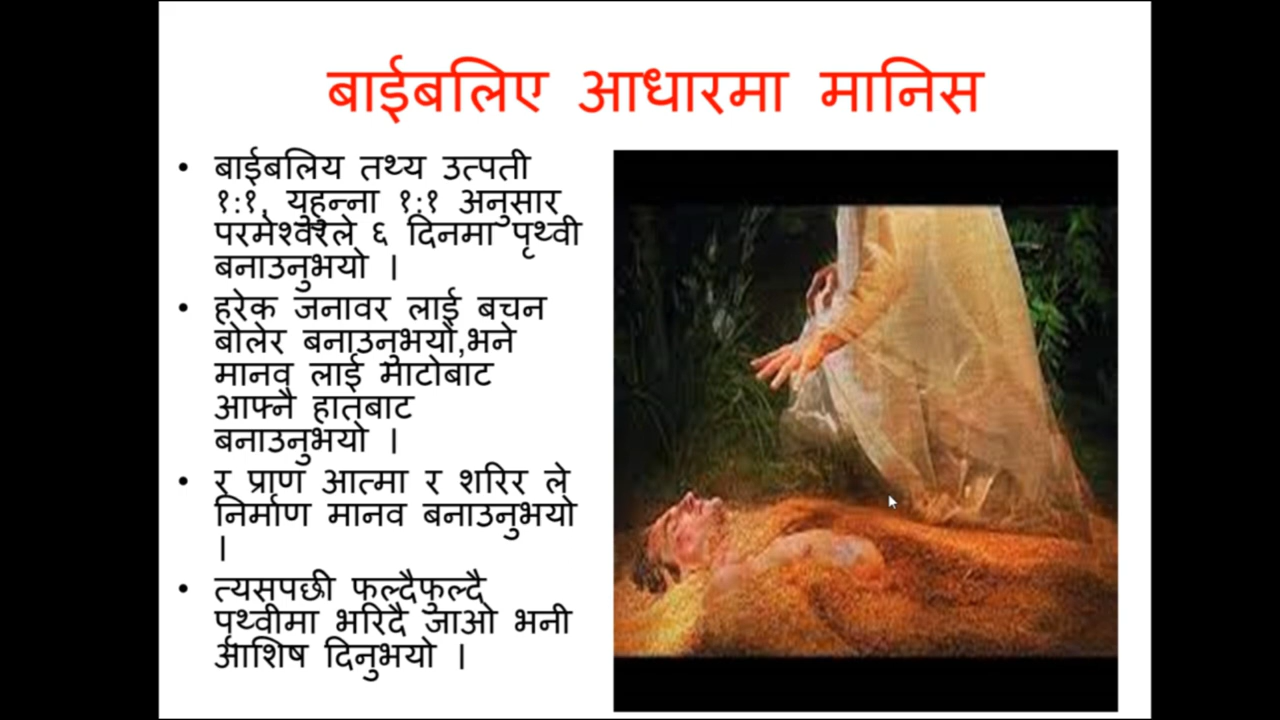 बाईबलिए आधारमा मानिस
• बाईबलिय तथ्य उत्पती
१:१, युहन्ना १:१ अनुसार
परमेश्वरले ६ दिनमा पृथ्वी
बनाउनुभयो ।
• हरेक जनावर लाई बचन
बोलेर बनाउनुभयो,भने
मानव लाई माटोबाट
आफ्नै हातबाट
बनाउनुभयो ।
• र प्राण आत्मा र शरिर ले
निर्माण मानव बनाउनुभयो
।
• त्यसपछी फल्दैफुल्दै
पृथ्वीमा भरिदै जाओ भनी
आशिष दिनुभयो ।